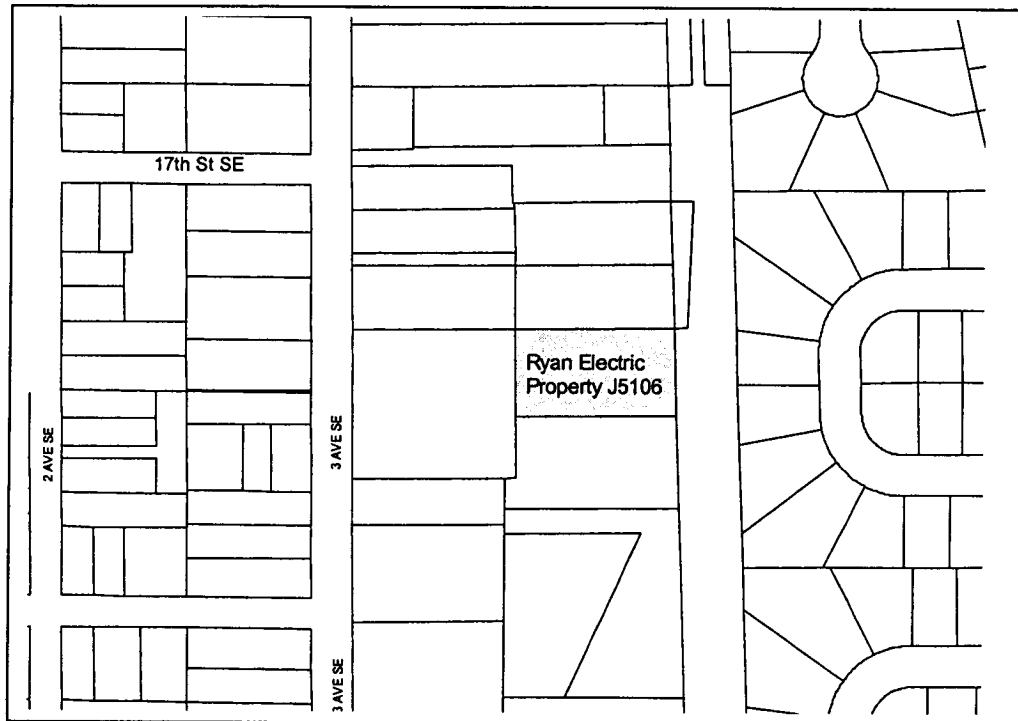 17th St SE
Ryan Electric
Property J5106
2 AVE SE
3 AVE SE
3 AVE SE